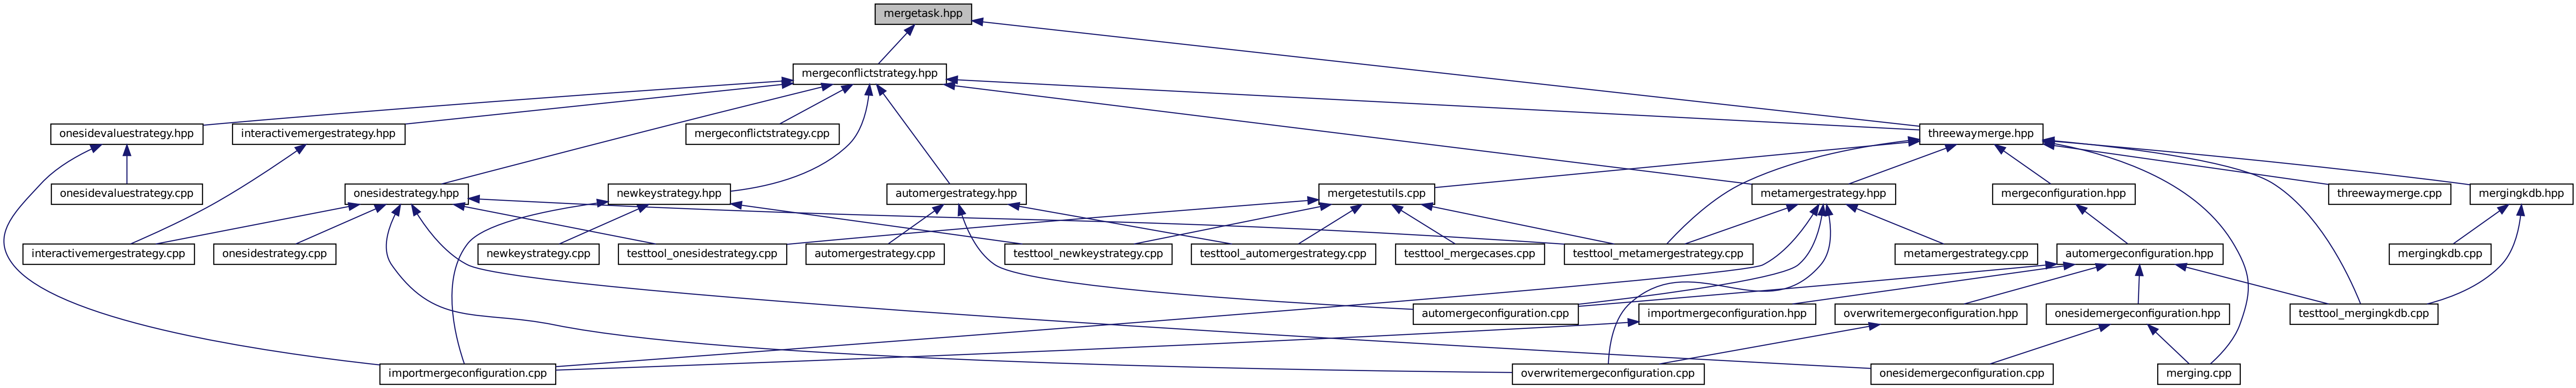 mergetask.hpp
mergeconflictstrategy.hpp
onesidevaluestrategy.hpp
interactivemergestrategy.hpp
mergeconflictstrategy.cpp
threewaymerge.hpp
onesidevaluestrategy.cpp
onesidestrategy.hpp
newkeystrategy.hpp
automergestrategy.hpp
mergetestutils.cpp
metamergestrategy.hpp
mergeconfiguration.hpp
threewaymerge.cpp
mergingkdb.hpp
interactivemergestrategy.cpp
onesidestrategy.cpp
newkeystrategy.cpp
testtool_onesidestrategy.cpp
automergestrategy.cpp
testtool_newkeystrategy.cpp
testtool_automergestrategy.cpp
testtool_mergecases.cpp
testtool_metamergestrategy.cpp
metamergestrategy.cpp
automergeconfiguration.hpp
mergingkdb.cpp
automergeconfiguration.cpp
importmergeconfiguration.hpp
overwritemergeconfiguration.hpp
onesidemergeconfiguration.hpp
testtool_mergingkdb.cpp
importmergeconfiguration.cpp
overwritemergeconfiguration.cpp
onesidemergeconfiguration.cpp
merging.cpp